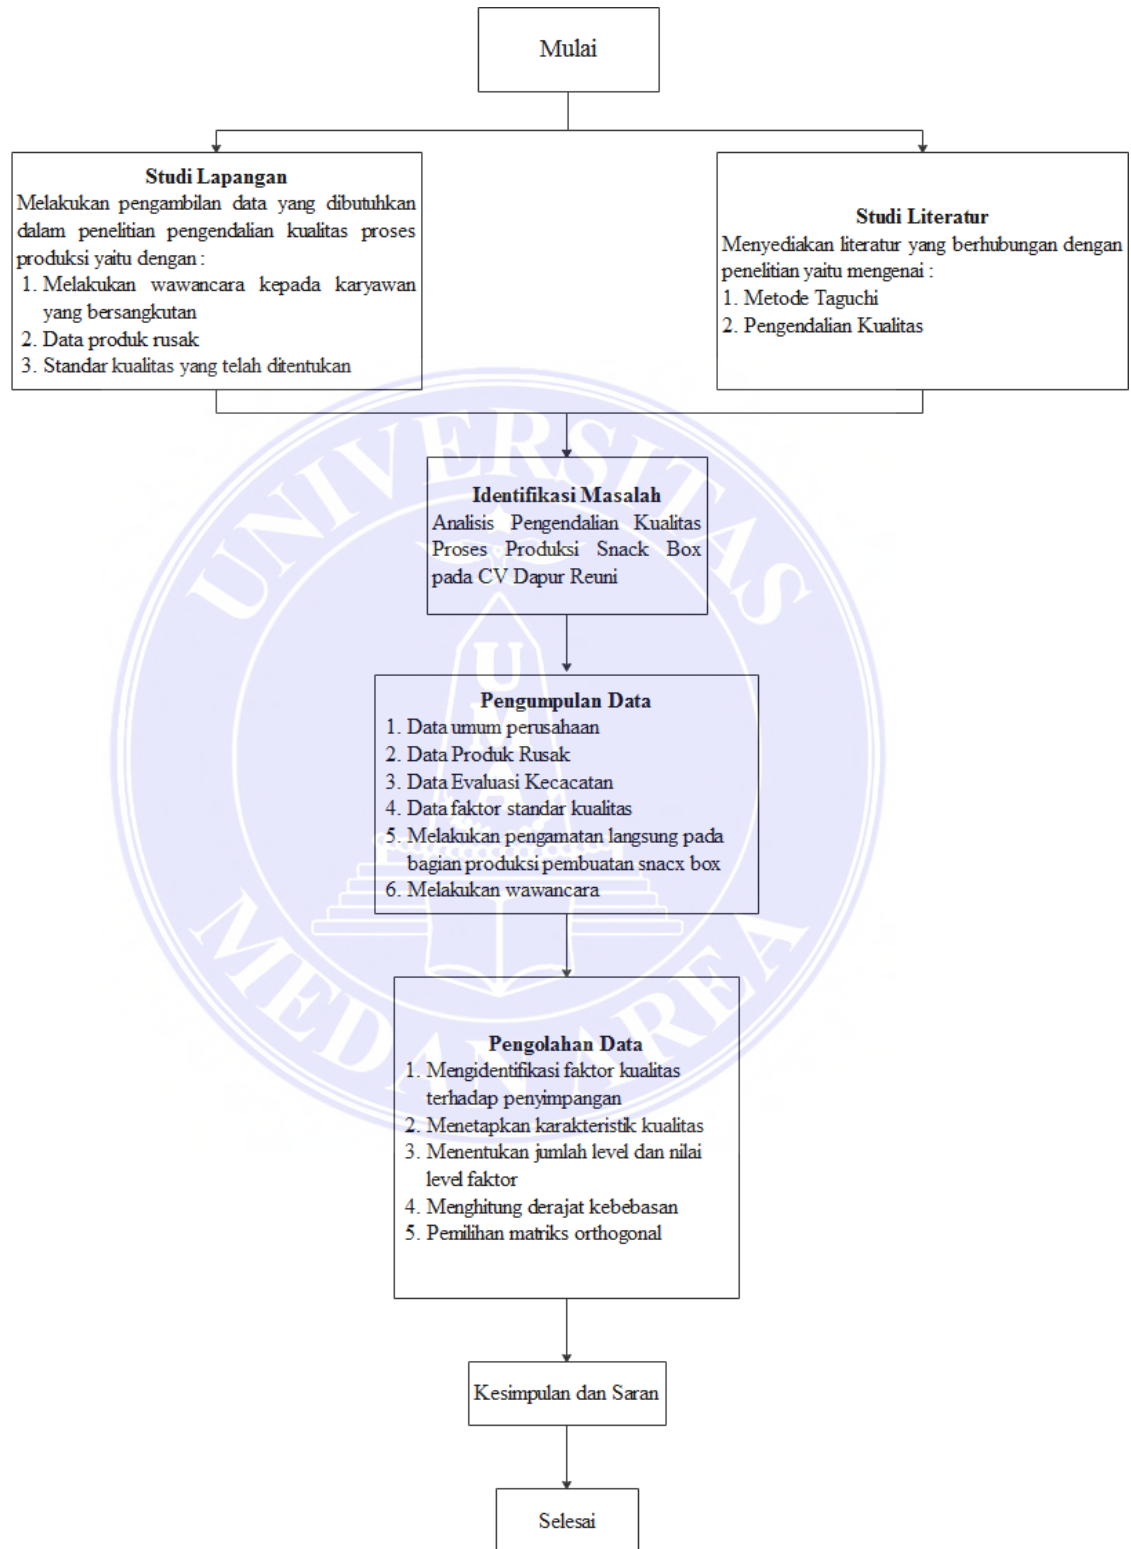 Mulai
Studi Lapangan
Melakukan pengambilan data yang dibutuhkan
dalam penelitian pengendalian kualitas proses
produksi yaitu dengan :
1. Melakukan wawancara kepada karyawan
yang bersangkutan
2. Data produk rusak
3. Standar kualitas yang telah ditentukan
Studi Literatur
Menyediakan literatur yang berhubungan dengan
penelitian yaitu mengenai :
1. Metode Taguchi
2. Pengendalian Kualitas
Identifikasi Masalah
Analisis Pengendalian Kualitas
Proses Produksi Snack Box
pada CV Dapur Reuni
Pengumpulan Data
1. Data umum perusahaan
2. Data Produk Rusak
3. Data Evaluasi Kecacatan
4. Data faktor standar kualitas
5. Melakukan pengamatan langsung pada
bagian produksi pembuatan snacx box
6. Melakukan wawancara
Pengolahan Data
1. Mengidentifikasi faktor kualitas
terhadap penyimpangan
2. Menetapkan karakteristik kualitas
3. Menentukan jumlah level dan nilai
level faktor
4. Menghitung derajat kebebasan
5. Pemilihan matriks orthogonal
Kesimpulan dan Saran
Selesai
UNIVERSITAS
MEDAN AREA
UMA